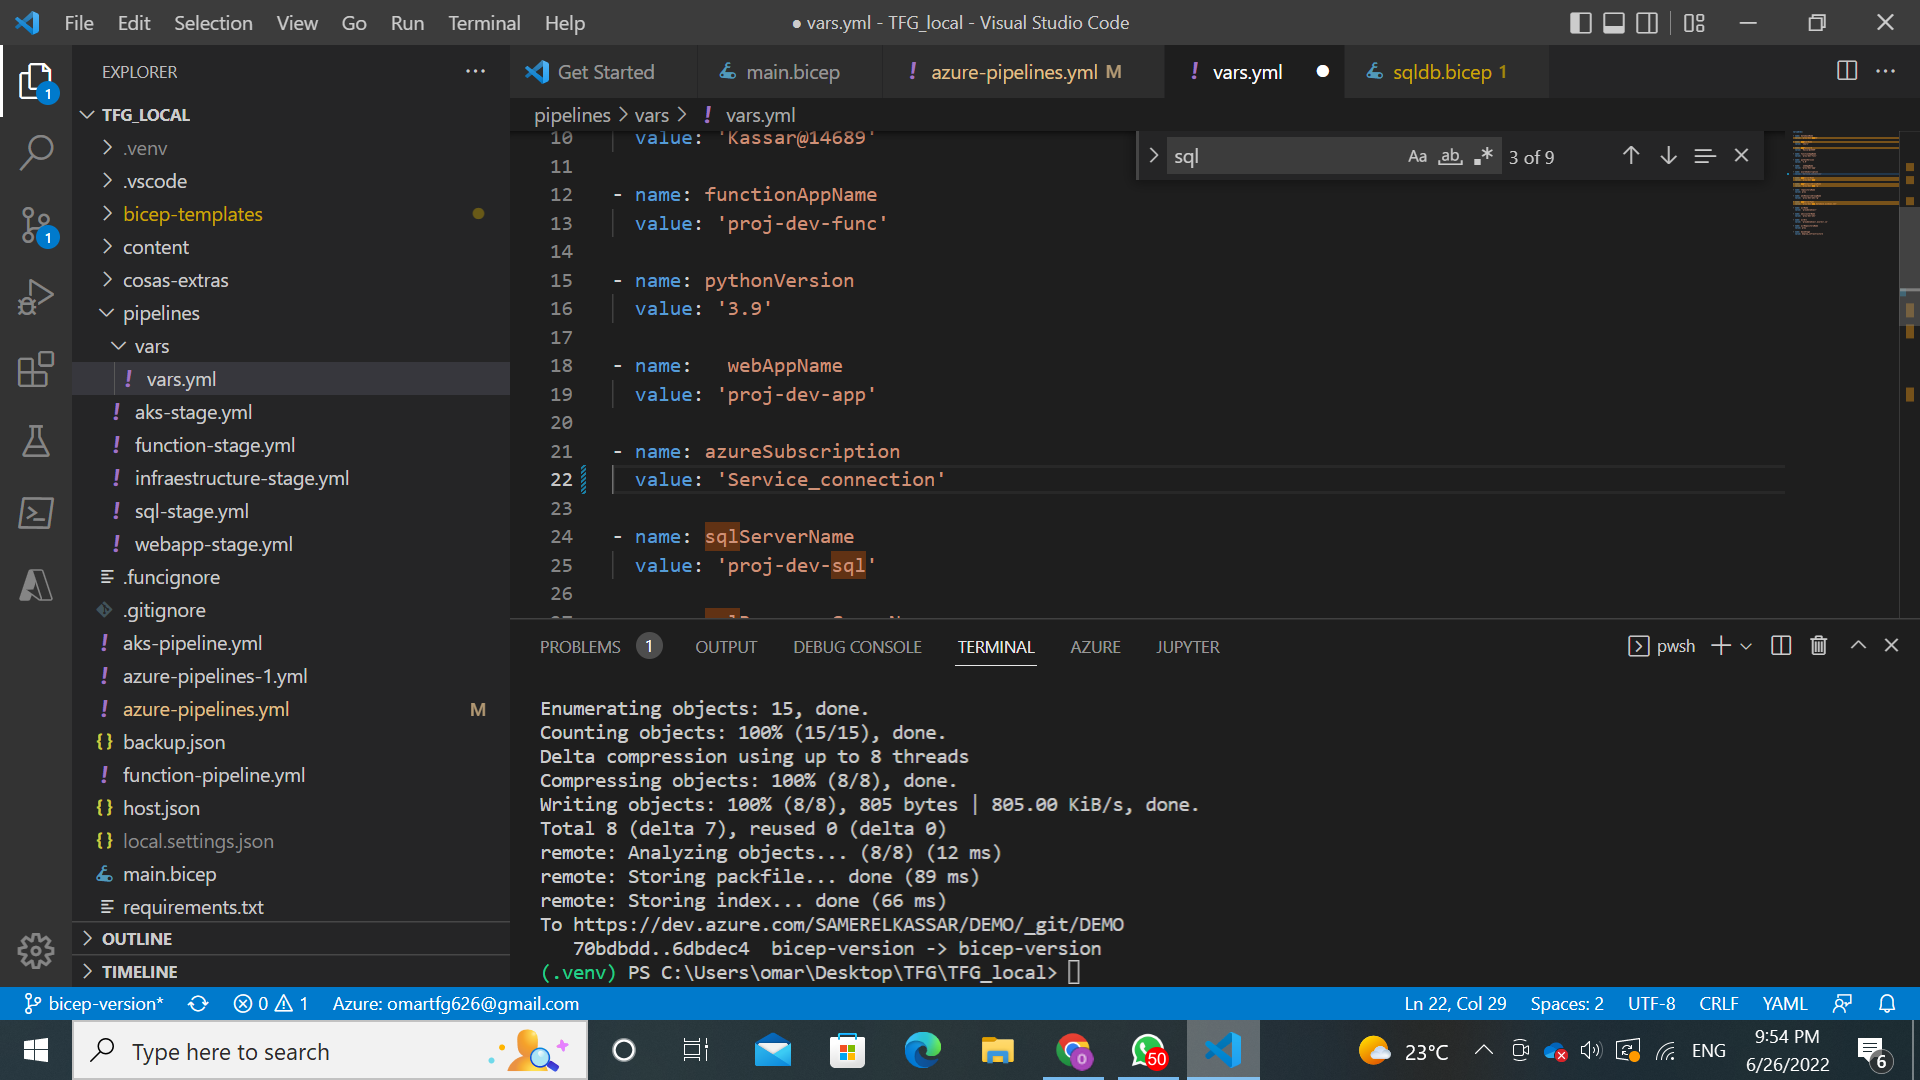 File Edit Selection View Go Run Terminal Help
● vars.yml - TFG_local - Visual Studio Code
EXPLORER
TFG_LOCAL
.venv
.vscode
bicep-templates
content
cosas-extras
pipelines
vars
vars.yml
aks-stage.yml
function-stage.yml
infraestructure-stage.yml
sql-stage.yml
webapp-stage.yml
.funcignore
.gitignore
aks-pipeline.yml
azure-pipelines-1.yml
azure-pipelines.yml M
backup.json
function-pipeline.yml
host.json
local.settings.json
main.bicep
requirements.txt
OUTLINE
TIMELINE
1
1
Get Started main.bicep azure-pipelines.yml M vars.yml sqldb.bicep 1
pipelines > vars > vars.yml
sql Aa ab 3 of 9
10 value: 'Kassar@14689'
11
12 - name: functionAppName
13 value: 'proj-dev-func'
14
15 - name: pythonVersion
16 value: '3.9'
17
18 - name:   webAppName
19 value: 'proj-dev-app'
20
21 - name: azureSubscription
22 value: 'Service_connection'
23
24 - name: sqlServerName
25 value: 'proj-dev-sql'
26
PROBLEMS 1 OUTPUT DEBUG CONSOLE TERMINAL AZURE JUPYTER
pwsh
Enumerating objects: 15, done.
Counting objects: 100% (15/15), done.
Delta compression using up to 8 threads
Compressing objects: 100% (8/8), done.
Writing objects: 100% (8/8), 805 bytes | 805.00 KiB/s, done.
Total 8 (delta 7), reused 0 (delta 0)
remote: Analyzing objects... (8/8) (12 ms)
remote: Storing packfile... done (89 ms)
remote: Storing index... done (66 ms)
To https://dev.azure.com/SAMERELKASSAR/DEMO/_git/DEMO
70bdbdd..6dbdec4  bicep-version -> bicep-version
(.venv) PS C:\Users\omar\Desktop\TFG\TFG_local>
bicep-version* 0 1 Azure: omartfg626@gmail.com Ln 22, Col 29 Spaces: 2 UTF-8 CRLF YAML
Type here to search
O
50
23°C
ENG
9:54 PM
6/26/2022
6